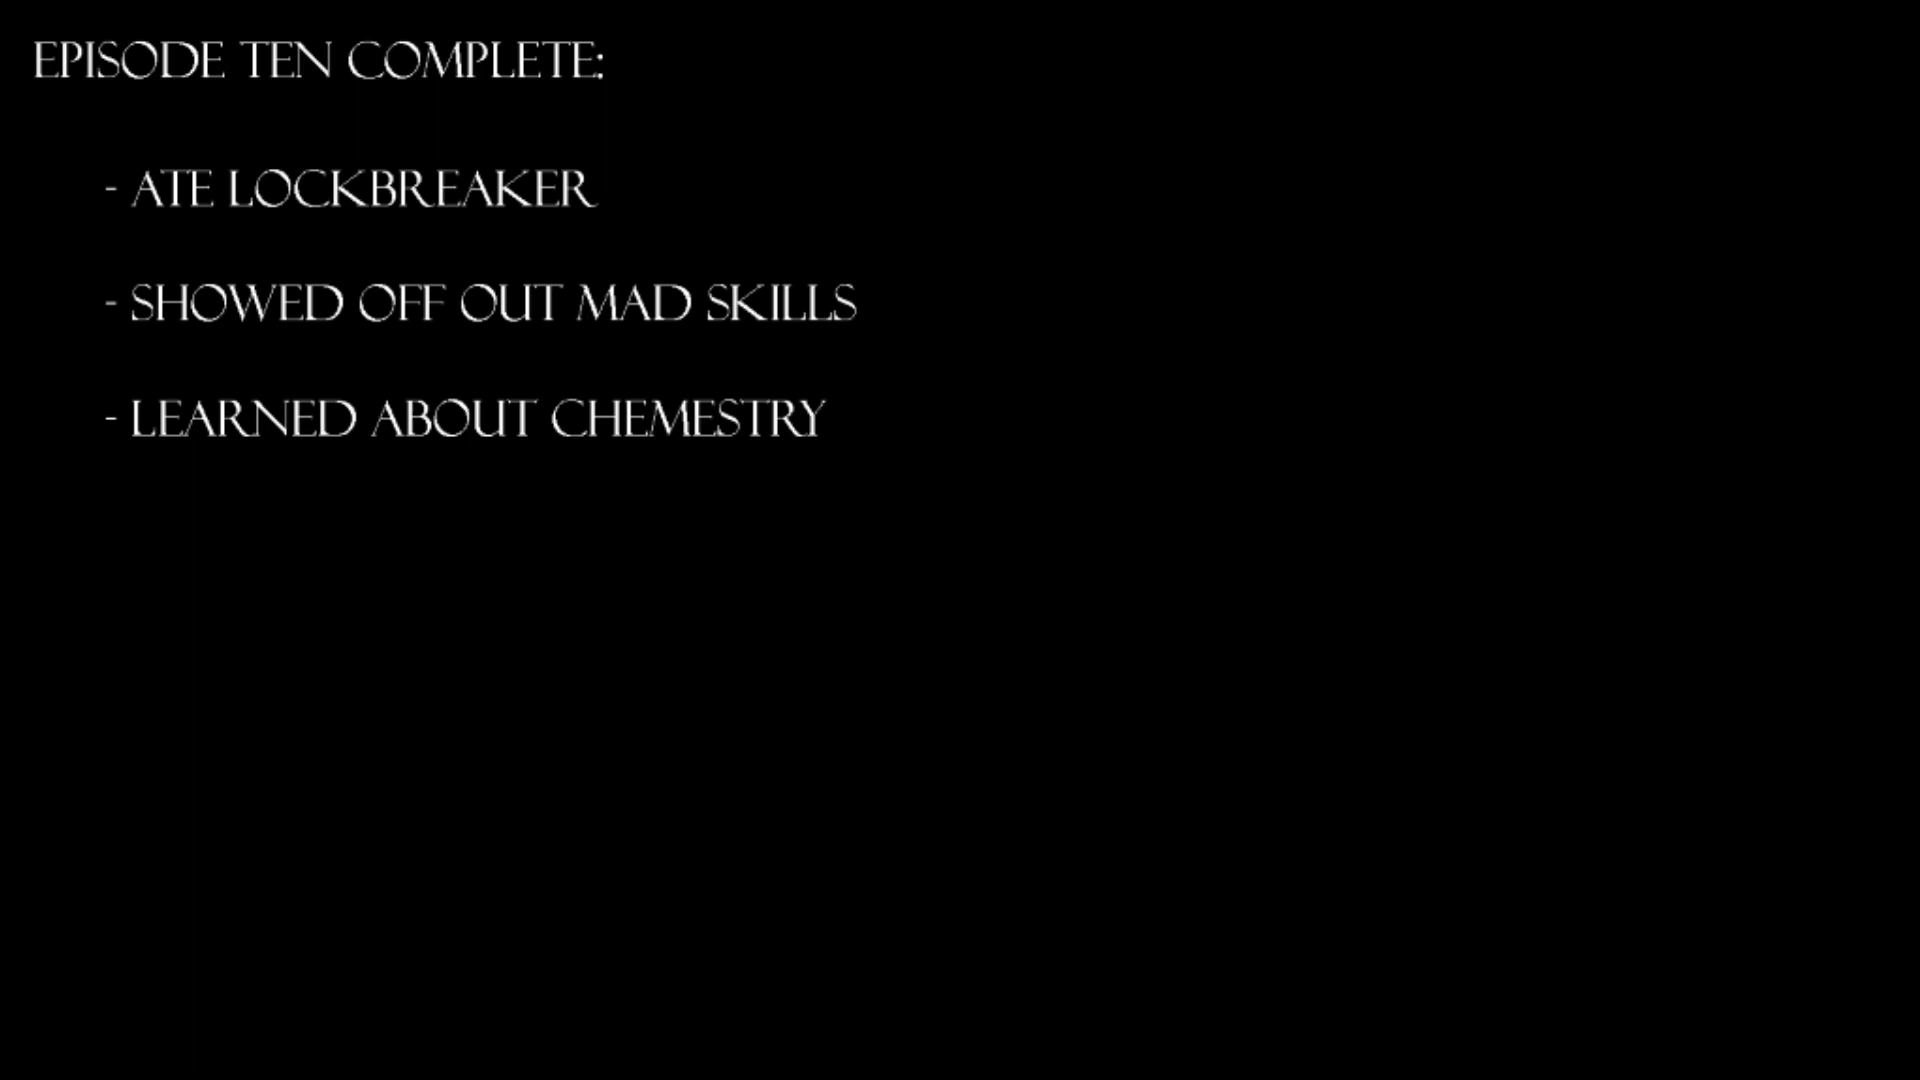 EPISODE TEN COMPLETE:
- ATE LOCKBREAKER
- SHOWED OFF OUT MAD SKILLS
- LEARNED ABOUT CHEMESTRY